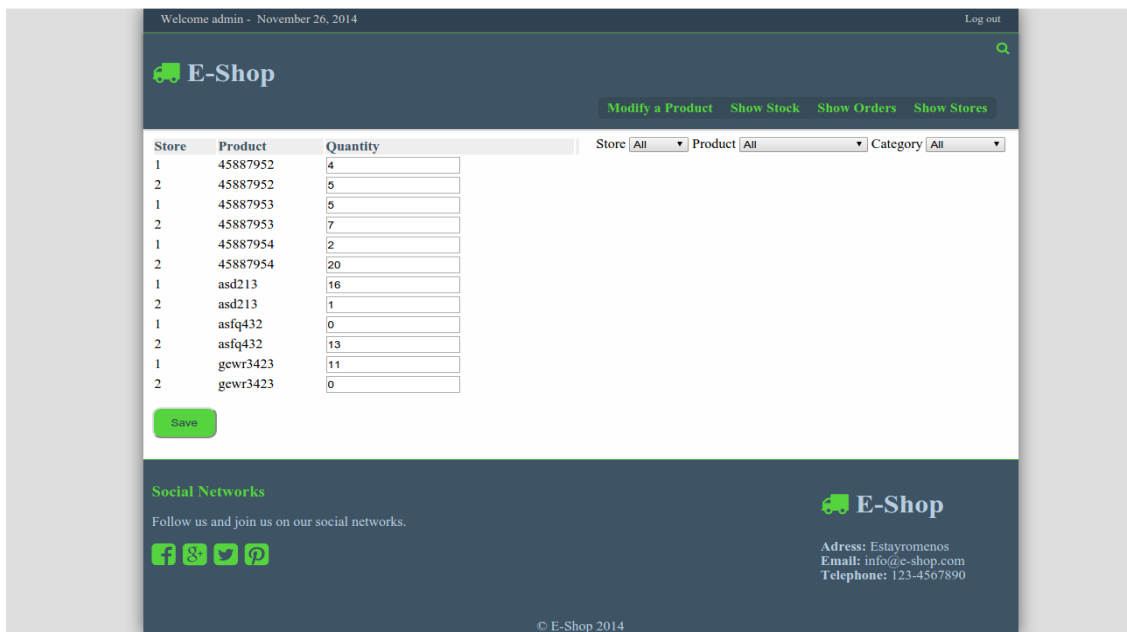 Welcome admin - November 26, 2014 Log out
E-Shop
Modify a Product Show Stock Show Orders Show Stores
Store Product Quantity Store All Product All Category All
1 45887952 4
2 45887952 5
1 45887953 5
2 45887953 7
1 45887954 2
2 45887954 20
1 asd213 16
2 asd213 1
1 asfq432 0
2 asfq432 13
1 gewr3423 11
2 gewr3423 0
Save
Social Networks
Follow us and join us on our social networks.
E-Shop
Adress: Estayromenos
Email: info@e-shop.com
Telephone: 123-4567890
© E-Shop 2014